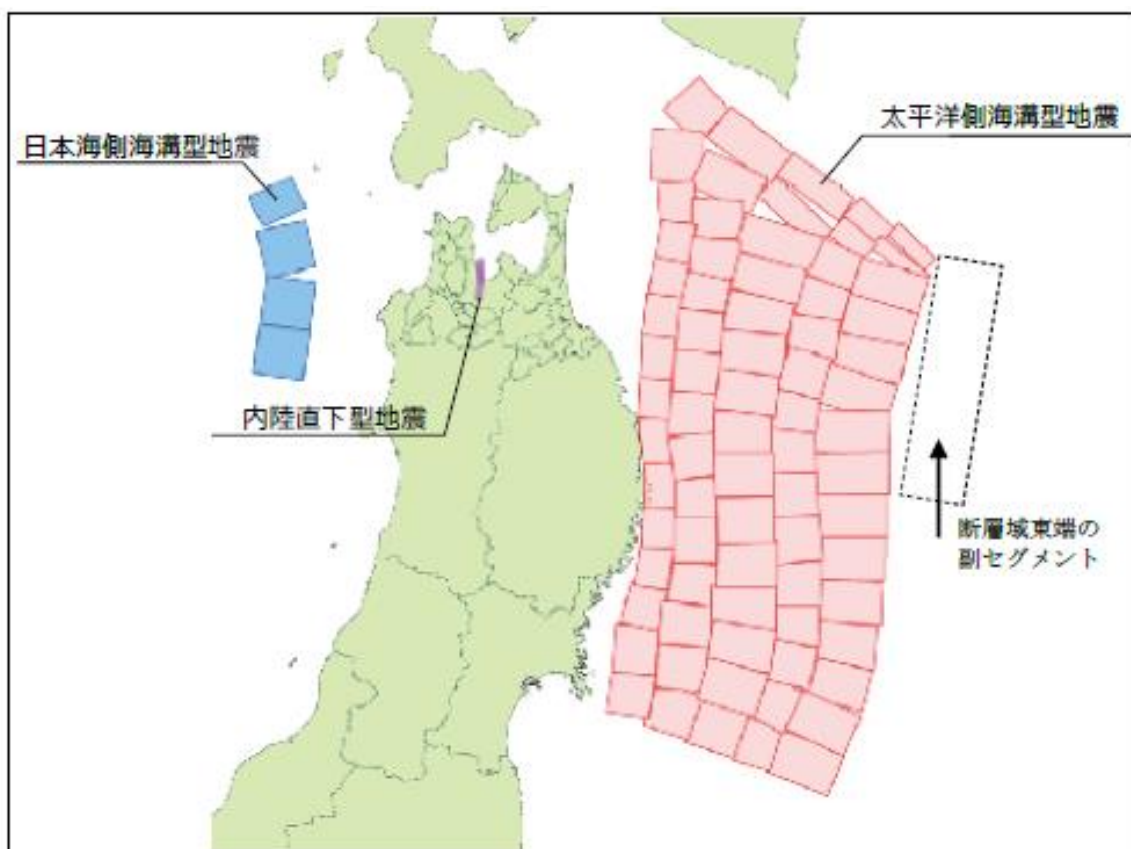 太平洋側海溝型地震
日本海側海溝型地震
内陸直下型地震
断層域東端の
副セグメント